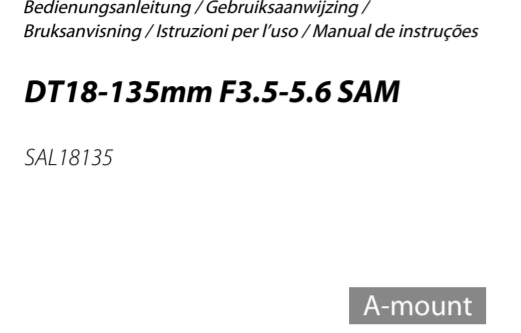 Bedienungsanleitung / Gebruiksaanwijzing /
Bruksanvisning / Istruzioni per l'uso / Manual de instruções
DT18-135mm F3.5-5.6 SAM
SAL18135
A-mount